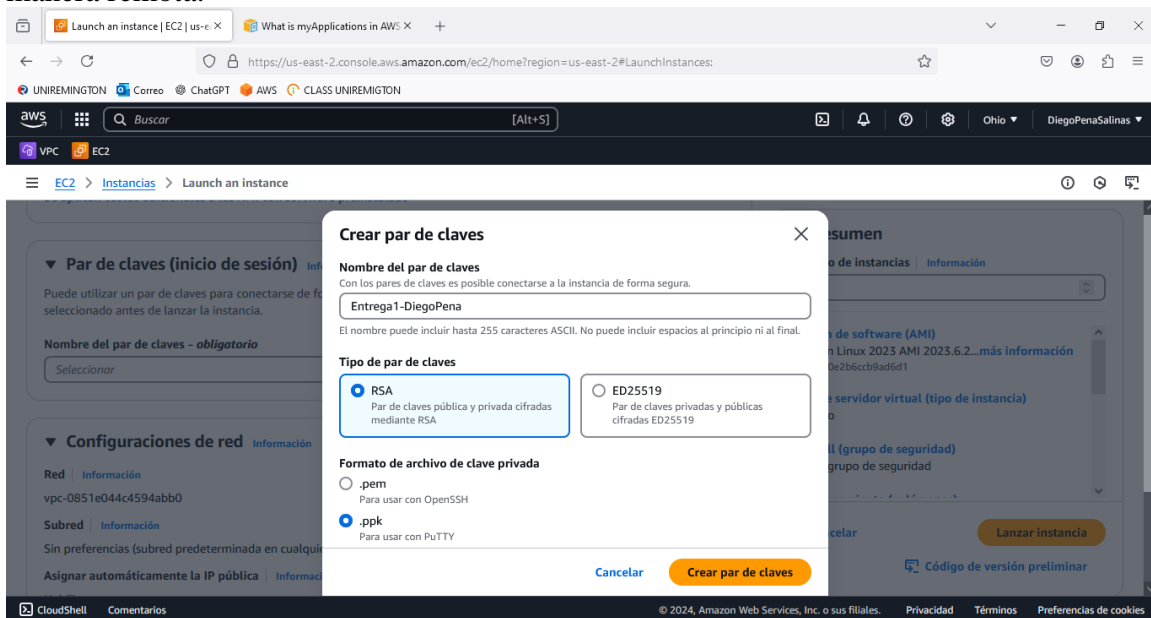 manera remota.
Launch an instance | EC2 | us-e
What is myApplications in AWS
https://us-east-2.console.aws.amazon.com/ec2/home?region=us-east-2#LaunchInstances:
UNIREMINGTON Correo ChatGPT AWS CLASS UNIREMIGTON
aws Buscar [Alt+S] Ohio DiegoPenaSalinas
VPC EC2
EC2 > Instancias > Launch an instance
Crear par de claves
Nombre del par de claves
Con los pares de claves es posible conectarse a la instancia de forma segura.
Entrega1-DiegoPena
El nombre puede incluir hasta 255 caracteres ASCII. No puede incluir espacios al principio ni al final.
Tipo de par de claves
RSA
Par de claves pública y privada cifradas
mediante RSA
ED25519
Par de claves privadas y públicas
cifradas ED25519
Formato de archivo de clave privada
.pem
Para usar con OpenSSH
.ppk
Para usar con PuTTY
Cancelar Crear par de claves
Par de claves (inicio de sesión)
Puede utilizar un par de claves para conectarse de
seleccionado antes de lanzar la instancia.
Nombre del par de claves - obligatorio
Seleccionar
Configuraciones de red Información
Red Información
vpc-0851e044c4594abb0
Subred Información
Sin preferencias (subred predeterminada en
Asignar automáticamente la IP pública
esumen
o de instancias Información
de software (AMI)
Linux 2023 AMI 2023.6.2...más información
0e2b6ccb9ad6d1
servidor virtual (tipo de instancia)
(grupo de seguridad)
grupo de seguridad
celar Lanzar instancia
Código de versión preliminar
CloudShell Comentarios © 2024, Amazon Web Services, Inc. o sus filiales. Privacidad Términos Preferencias de cookies